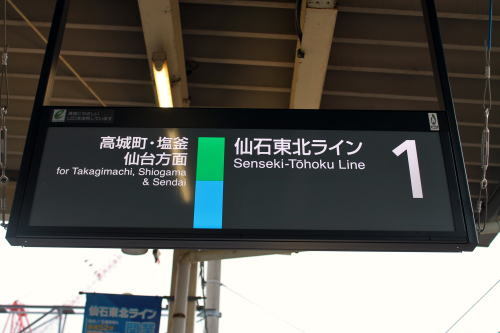 高城町・塩釜
仙台方面
for Takagimachi, Shiogama
& Sendai
仙石東北ライン
Senseki-Tōhoku Line
1
仙石東北ライン